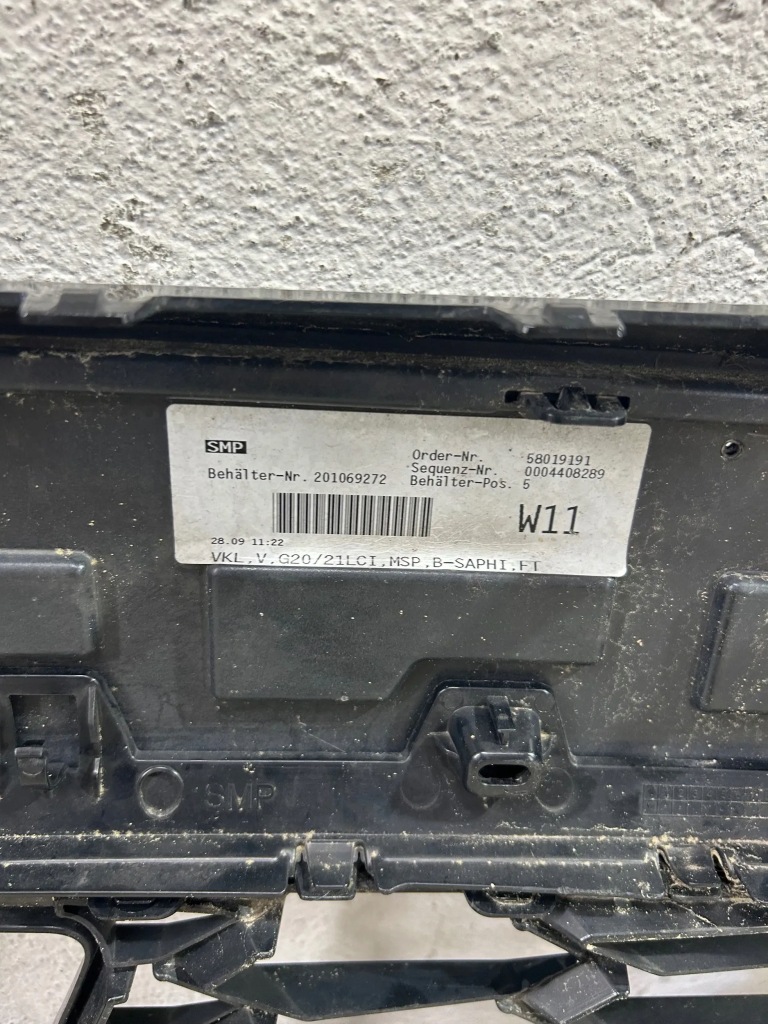 SMP
Order-Nr. 58019191
Sequenz-Nr. 0004408289
Behälter-Nr. 201069272 Behälter-Pos. 5
W11
28.09 11:22
VKL,V,G20/21LCI,MSP,B-SAPHI,FT
SMP